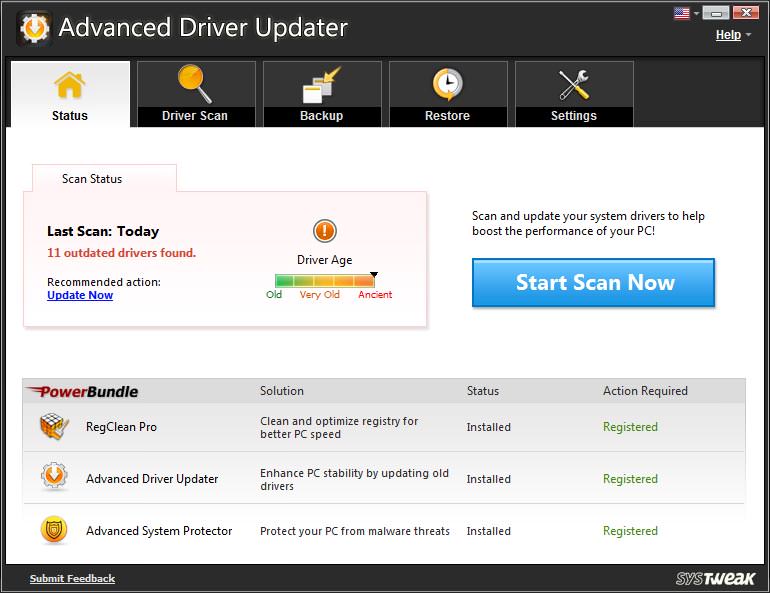 Advanced Driver Updater
Help
Status
Driver Scan
Backup
Restore
Settings
Scan Status
Last Scan: Today
11 outdated drivers found.
Recommended action:
Update Now
!
Driver Age
Old Very Old Ancient
Scan and update your system drivers to help
boost the performance of your PC!
Start Scan Now
PowerBundle Solution Status Action Required
RegClean Pro
Clean and optimize registry for
better PC speed
Installed
Registered
Advanced Driver Updater
Enhance PC stability by updating old
drivers
Installed
Registered
Advanced System Protector
Protect your PC from malware threats
Installed
Registered
Submit Feedback
SYSTWEAK